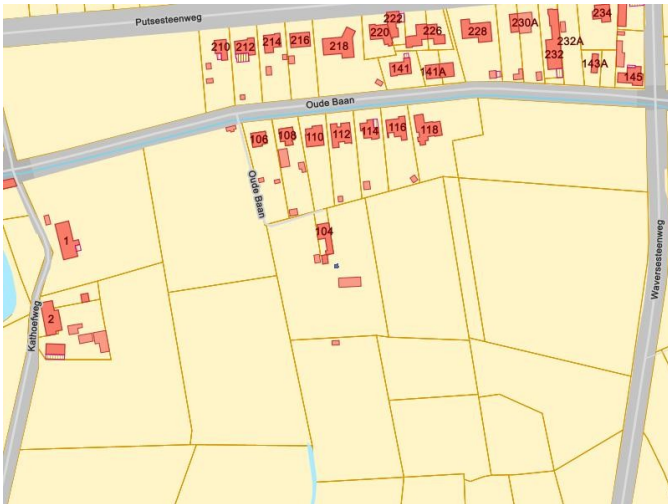 Putsesteenweg
210
212
214
216
218
220
222
226
228
230A
232A
232
234
141
141A
143A
145
Oude Baan
106
108
110
112
114
116
118
Oude Baan
104
1
2
Kathoefweg
Waversesteenweg